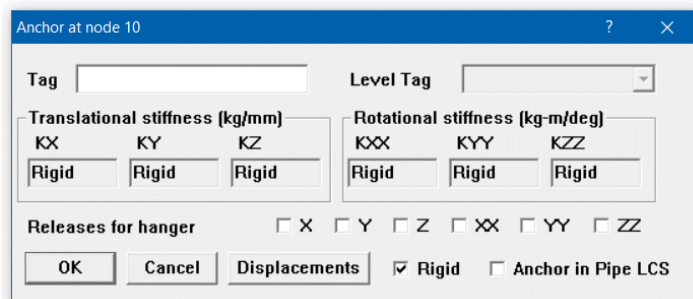 Anchor at node 10 ? ×
Tag Level Tag
Translational stiffness (kg/mm) Rotational stiffness (kg-m/deg)
KX KY KZ KXX KYY KZZ
Rigid Rigid Rigid Rigid Rigid Rigid
Releases for hanger X Y Z XX YY ZZ
OK Cancel Displacements Rigid Anchor in Pipe LCS